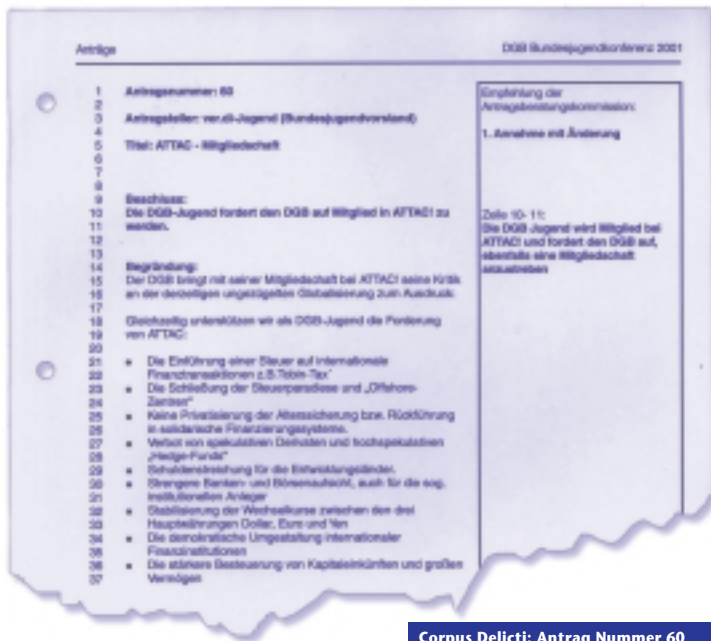 Anträge
DGB Bundesjugendkonferenz 2001
1 Antragsnummer: 60
2
3 Antragsteller: ver.di-Jugend (Bundesjugendvorstand)
4
5 Titel: ATTAC - Mitgliedschaft
6
7
8
9 Beschluss:
10 Die DGB-Jugend fordert den DGB auf Mitglied in ATTAC! zu
11 werden.
12
13
14 Begründung:
15 Der DGB bringt mit seiner Mitgliedschaft bei ATTAC! seine Kritik
16 an der derzeitigen ungezügelten Globalisierung zum Ausdruck:
17
18 Gleichzeitig unterstützen wir als DGB-Jugend die Forderung
19 von ATTAC:
20
21 • Die Einführung einer Steuer auf internationale
22 Finanztransaktionen z.B.Tobin-Tax"
23 • Die Schließung der Steuerparadiese und „Offshore-
24 Zentren"
25 • Keine Privatisierung der Alterssicherung bzw. Rückführung
26 in solidarische Finanzierungssysteme.
27 • Verbot von spekulativen Derivaten und hochspekulativen
28 „Hedge-Funds"
29 • Schuldenstreichung für die Entwicklungsländer.
30 • Strengere Banken- und Börsenaufsicht, auch für die sog.
31 institutionellen Anleger
32 • Stabilisierung der Wechselkurse zwischen den drei
33 Hauptwährungen Dollar, Euro und Yen
34 • Die demokratische Umgestaltung internationaler
35 Finanzinstitutionen
36 • Die stärkere Besteuerung von Kapitaleinkünften und großen
37 Vermögen
Empfehlung der
Antragsberatungskommission:
1. Annahme mit Änderung
Zeile 10- 11:
Die DGB Jugend wird Mitglied bei
ATTAC! und fordert den DGB auf,
ebenfalls eine Mitgliedschaft
anzustreben
Corpus Delicti: Antrag Nummer 60